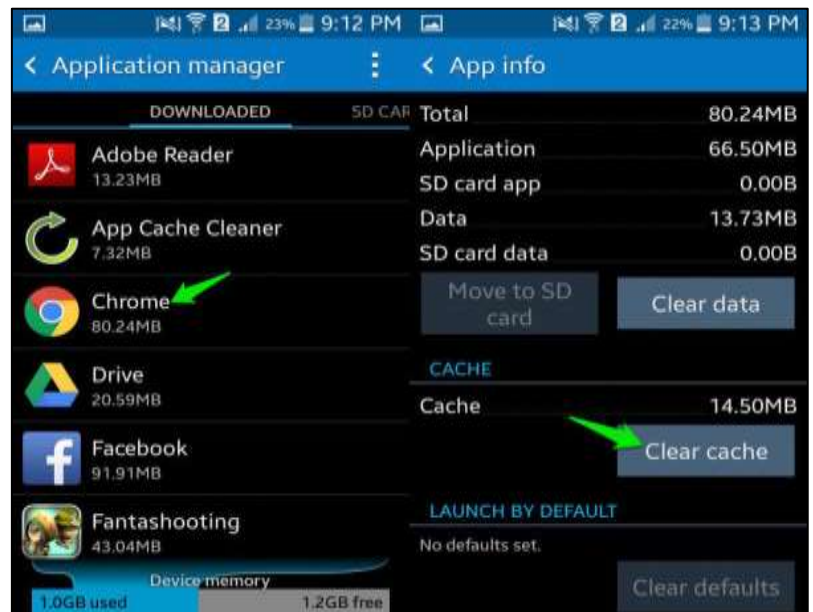 2 23% 9:12 PM
Application manager
DOWNLOADED SD CAR
Adobe Reader
13.23MB
App Cache Cleaner
7.32MB
Chrome
80.24MB
Drive
20.59MB
Facebook
91.91MB
Fantashooting
43.04MB
Device memory
1.0GB used 1.2GB free
2 22% 9:13 PM
App info
Total 80.24MB
Application 66.50MB
SD card app 0.00B
Data 13.73MB
SD card data 0.00B
Move to SD
card
Clear data
CACHE
Cache 14.50MB
Clear cache
LAUNCH BY DEFAULT
No defaults set.
Clear defaults